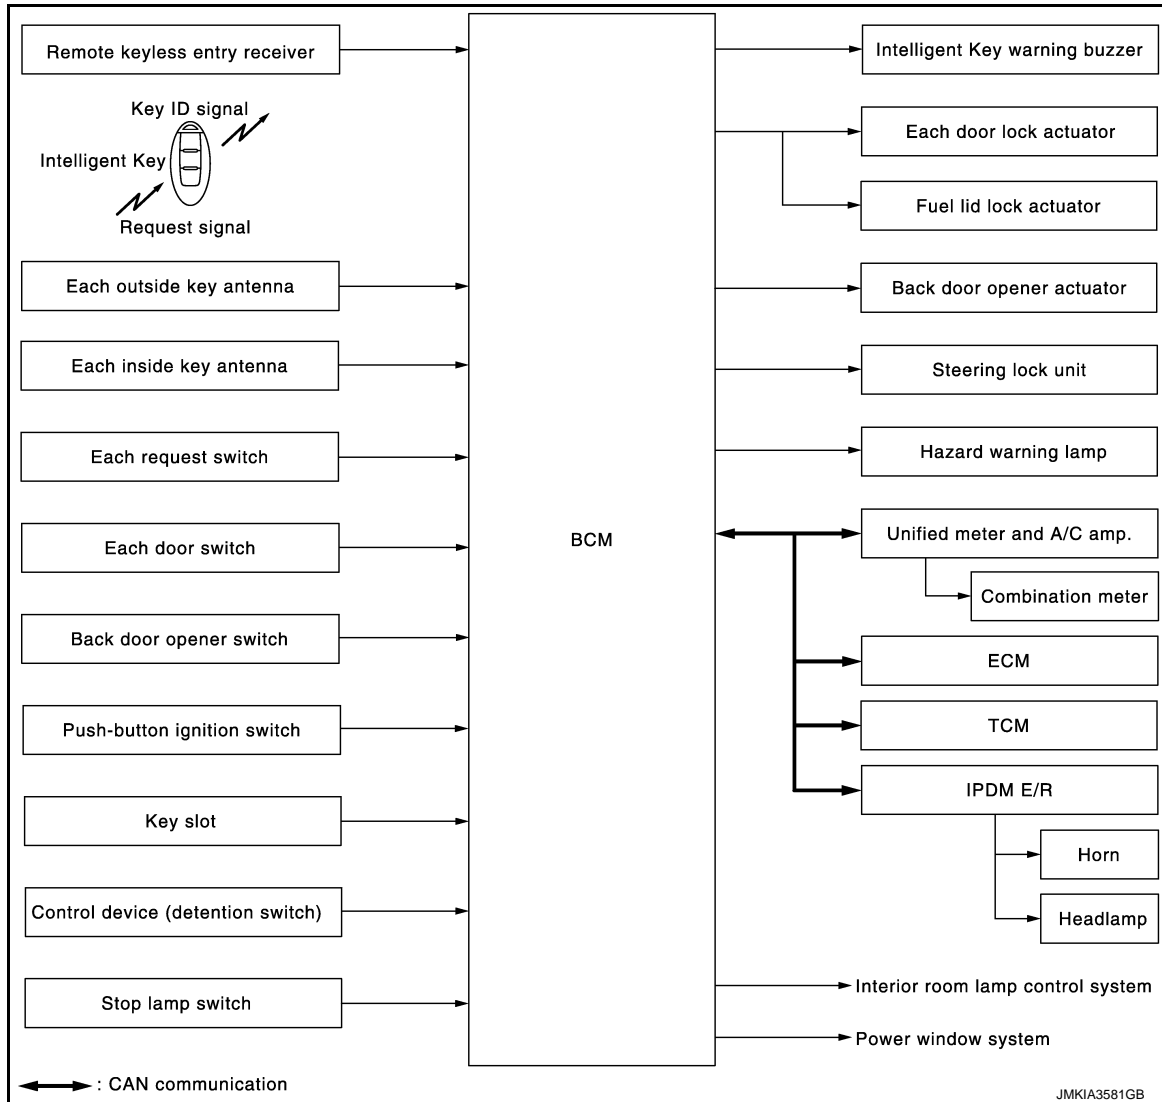 Remote keyless entry receiver
Key ID signal
Intelligent Key
Request signal
Each outside key antenna
Each inside key antenna
Each request switch
Each door switch
Back door opener switch
Push-button ignition switch
Key slot
Control device (detention switch)
Stop lamp switch
BCM
Intelligent Key warning buzzer
Each door lock actuator
Fuel lid lock actuator
Back door opener actuator
Steering lock unit
Hazard warning lamp
Unified meter and A/C amp.
Combination meter
ECM
TCM
IPDM E/R
Horn
Headlamp
Interior room lamp control system
Power window system
: CAN communication
JMKIA3581GB